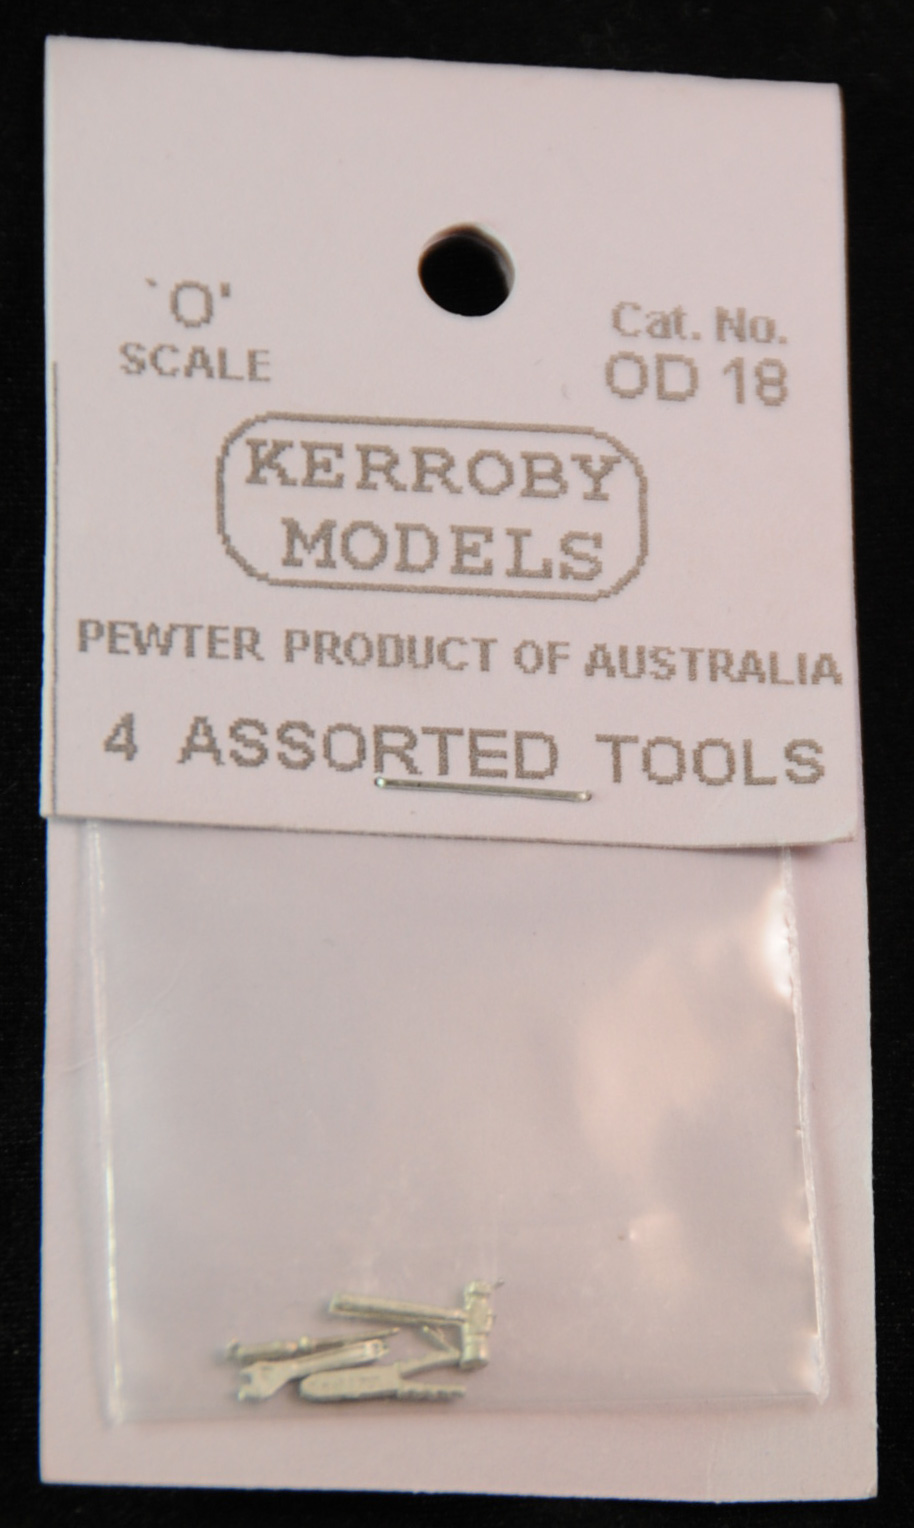 `O'
SCALE
Cat. No.
OD 18
KERROBY
MODELS
PEWTER PRODUCT OF AUSTRALIA
4 ASSORTED TOOLS